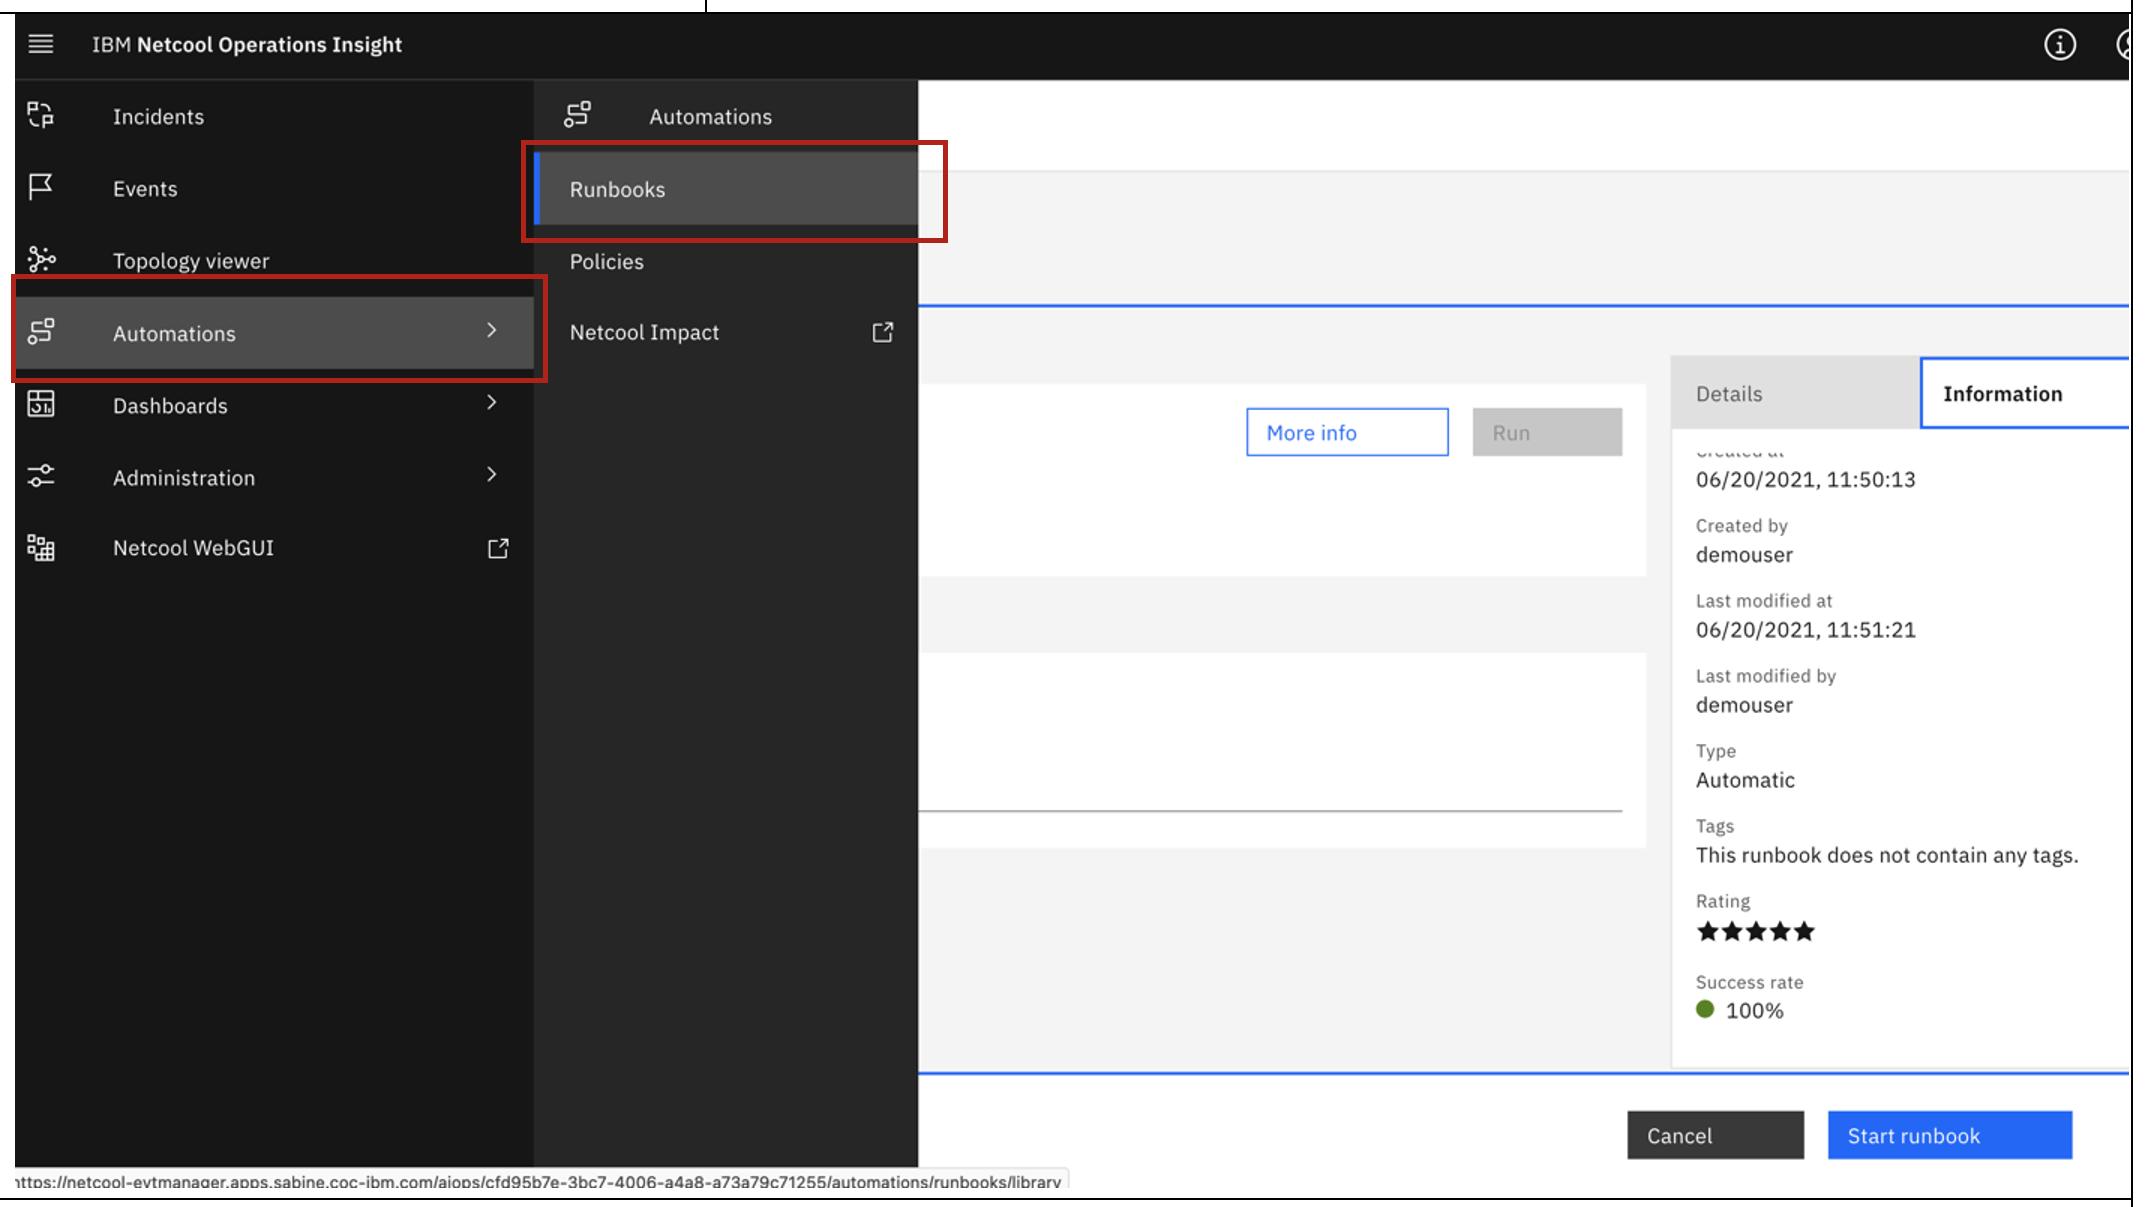 IBM Netcool Operations Insight
Incidents
Events
Topology viewer
Automations
Dashboards
Administration
Netcool WebGUI
Automations
Runbooks
Policies
Netcool Impact
More info
Run
Details
Information
Created at
06/20/2021, 11:50:13
Created by
demouser
Last modified at
06/20/2021, 11:51:21
Last modified by
demouser
Type
Automatic
Tags
This runbook does not contain any tags.
Rating
Success rate
100%
Cancel
Start runbook
https://netcool-evtmanager.apps.sabine.coc-ibm.com/aiops/cfd95b7e-3bc7-4006-a4a8-a73a79c71255/automations/runbooks/library